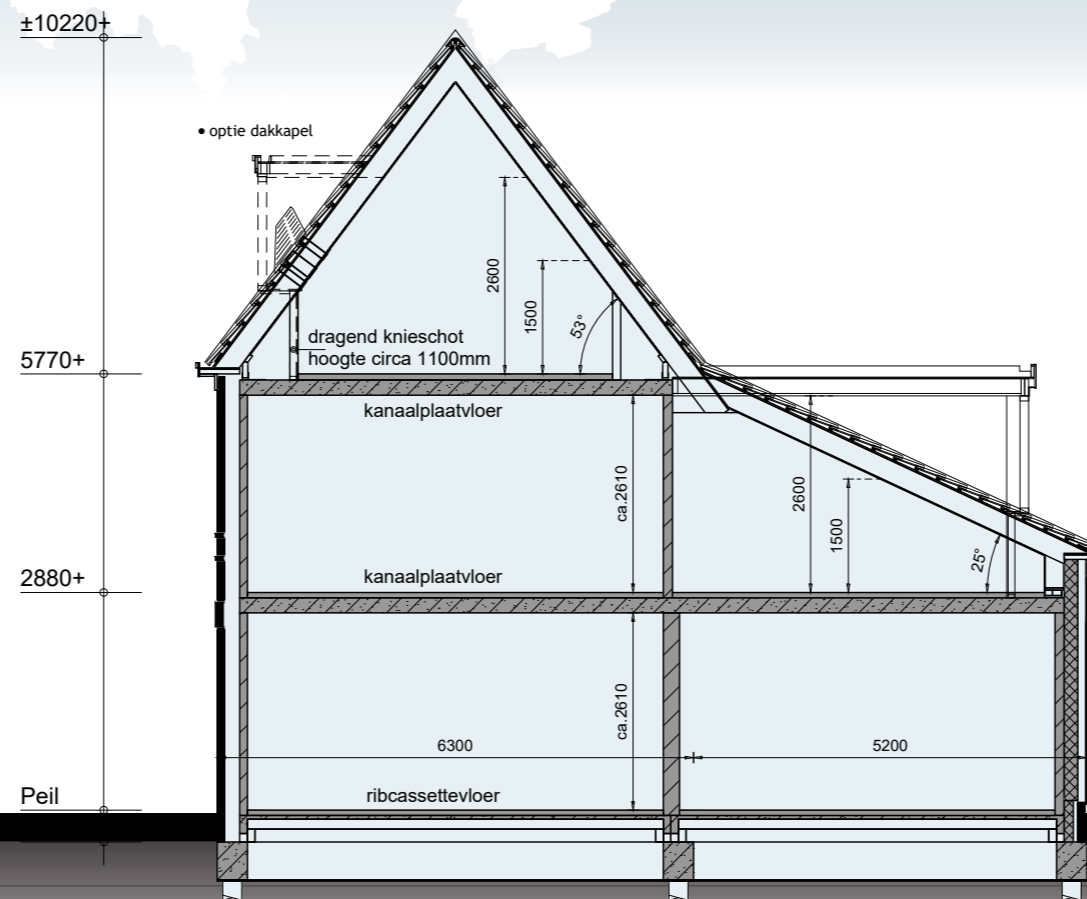 ±10220+
• optie dakkapel
2600
1500
53°
dragend knieschot
hoogte circa 1100mm
5770+
kanaalplaatvloer
ca.2610
2600
1500
25°
kanaalplaatvloer
2880+
ca.2610
6300
5200
ribcassettevloer
Peil